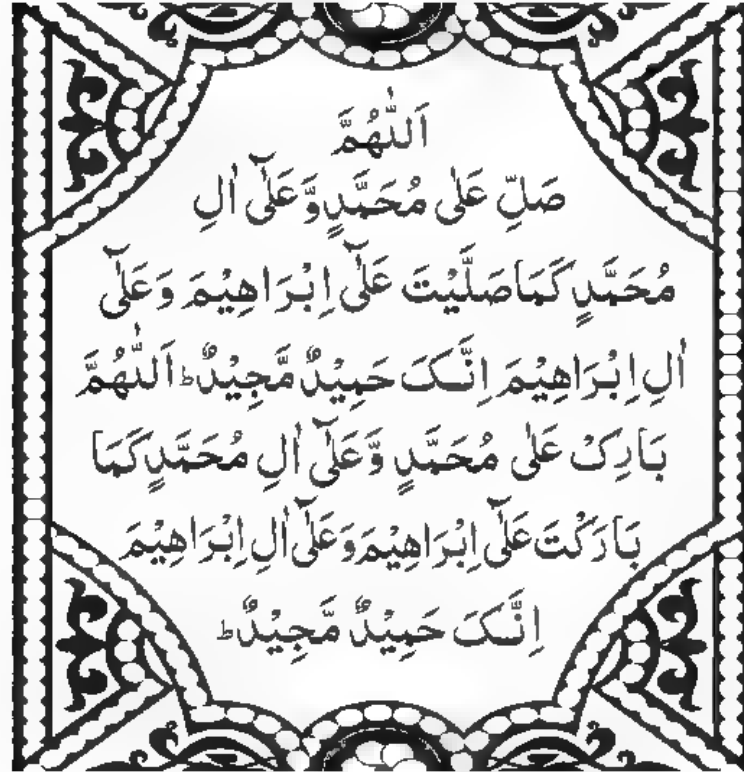 اَللّٰهُمَّ
صَلِّ عَلٰى مُحَمَّدٍ وَّعَلٰٓى اٰلِ
مُحَمَّدٍ كَمَا صَلَّيْتَ عَلٰٓى اِبْرَاهِيْمَ وَعَلٰٓى
اٰلِ اِبْرَاهِيْمَ اِنَّکَ حَمِيْدٌ مَّجِيْدٌ ؕ اَللّٰهُمَّ
بَارِکْ عَلٰى مُحَمَّدٍ وَّعَلٰٓى اٰلِ مُحَمَّدٍ كَمَا
بَارَكْتَ عَلٰٓى اِبْرَاهِيْمَ وَعَلٰٓى اٰلِ اِبْرَاهِيْمَ
اِنَّکَ حَمِيْدٌ مَّجِيْدٌ ؕ